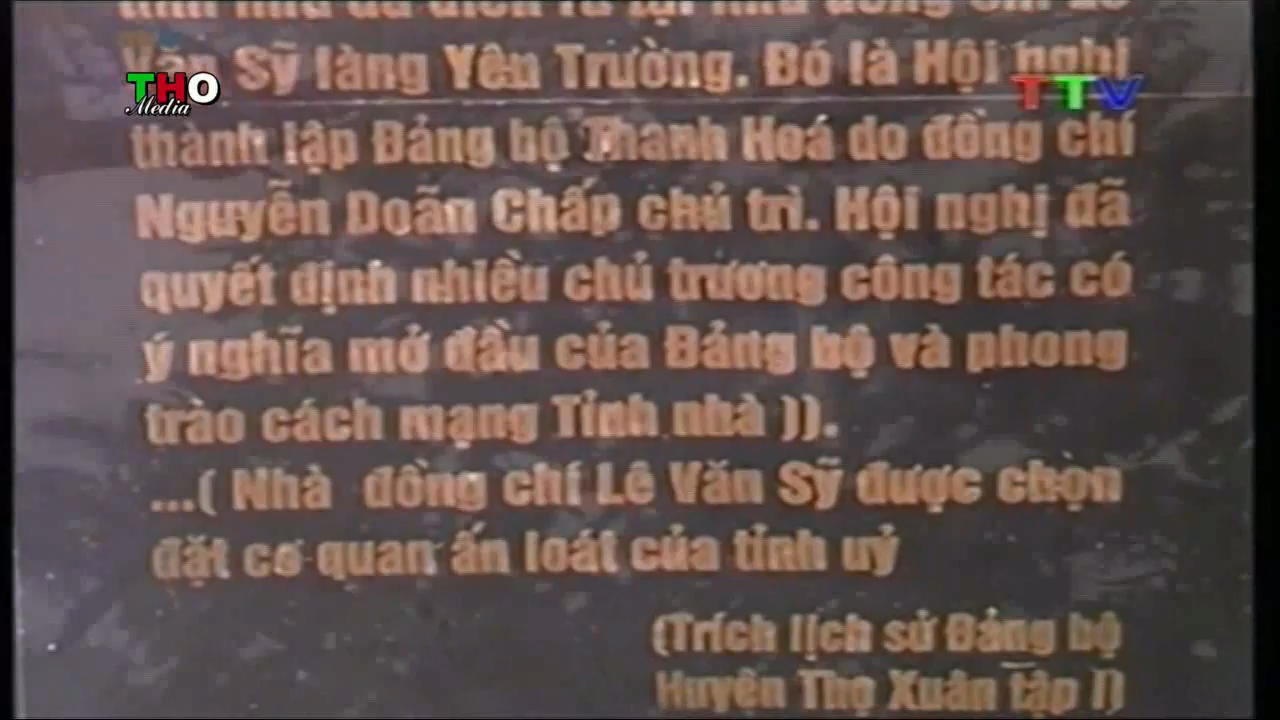 Văn Sỹ làng Yên Trường. Đó là Hội nghị
THO
Media
TTV
thành lập Đảng bộ Thanh Hoá do đồng chí
Nguyễn Doãn Chấp chủ trì. Hội nghị đã
quyết định nhiều chủ trương công tác có
ý nghĩa mở đầu của Đảng bộ và phong
trào cách mạng Tỉnh nhà )).
...( Nhà đồng chí Lê Văn Sỹ được chọn
đặt cơ quan ấn loát của tỉnh uỷ
(Trích lịch sử Đảng bộ
Huyện Thọ Xuân tập I)